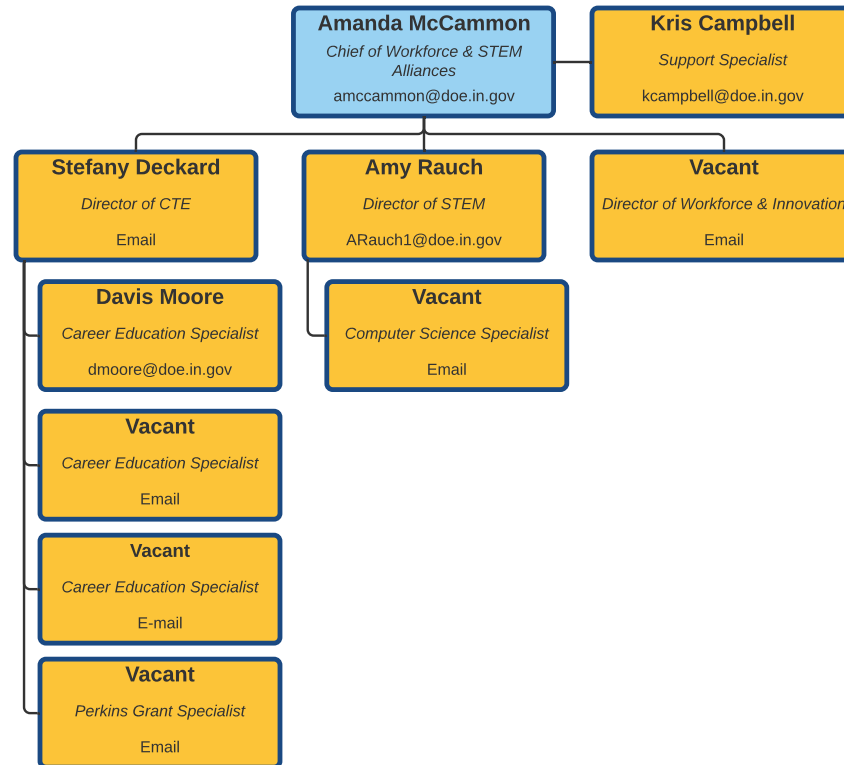 Amanda McCammon
Chief of Workforce & STEM
Alliances
amccammon@doe.in.gov
Kris Campbell
Support Specialist
kcampbell@doe.in.gov
Stefany Deckard
Director of CTE
Email
Amy Rauch
Director of STEM
ARauch1@doe.in.gov
Vacant
Director of Workforce & Innovation
Email
Davis Moore
Career Education Specialist
dmoore@doe.in.gov
Vacant
Computer Science Specialist
Email
Vacant
Career Education Specialist
Email
Vacant
Career Education Specialist
E-mail
Vacant
Perkins Grant Specialist
Email